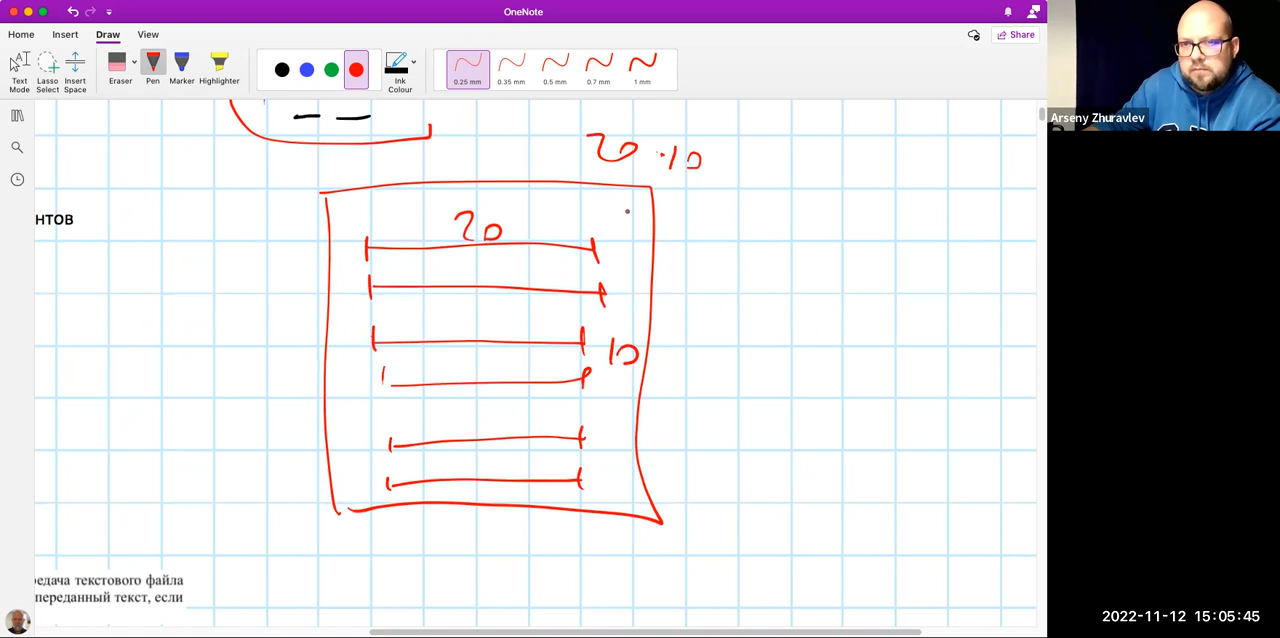 OneNote
Home Insert Draw View
Share
Text Mode
Lasso Select
Insert Space
Eraser
Pen
Marker
Highlighter
Ink Colour
0.25 mm
0.35 mm
0.5 mm
0.7 mm
1 mm
Arseny Zhuravlev
20 · 10
НТОВ
20
10
редача текстового файла
переданный текст, если
2022-11-12 15:05:45